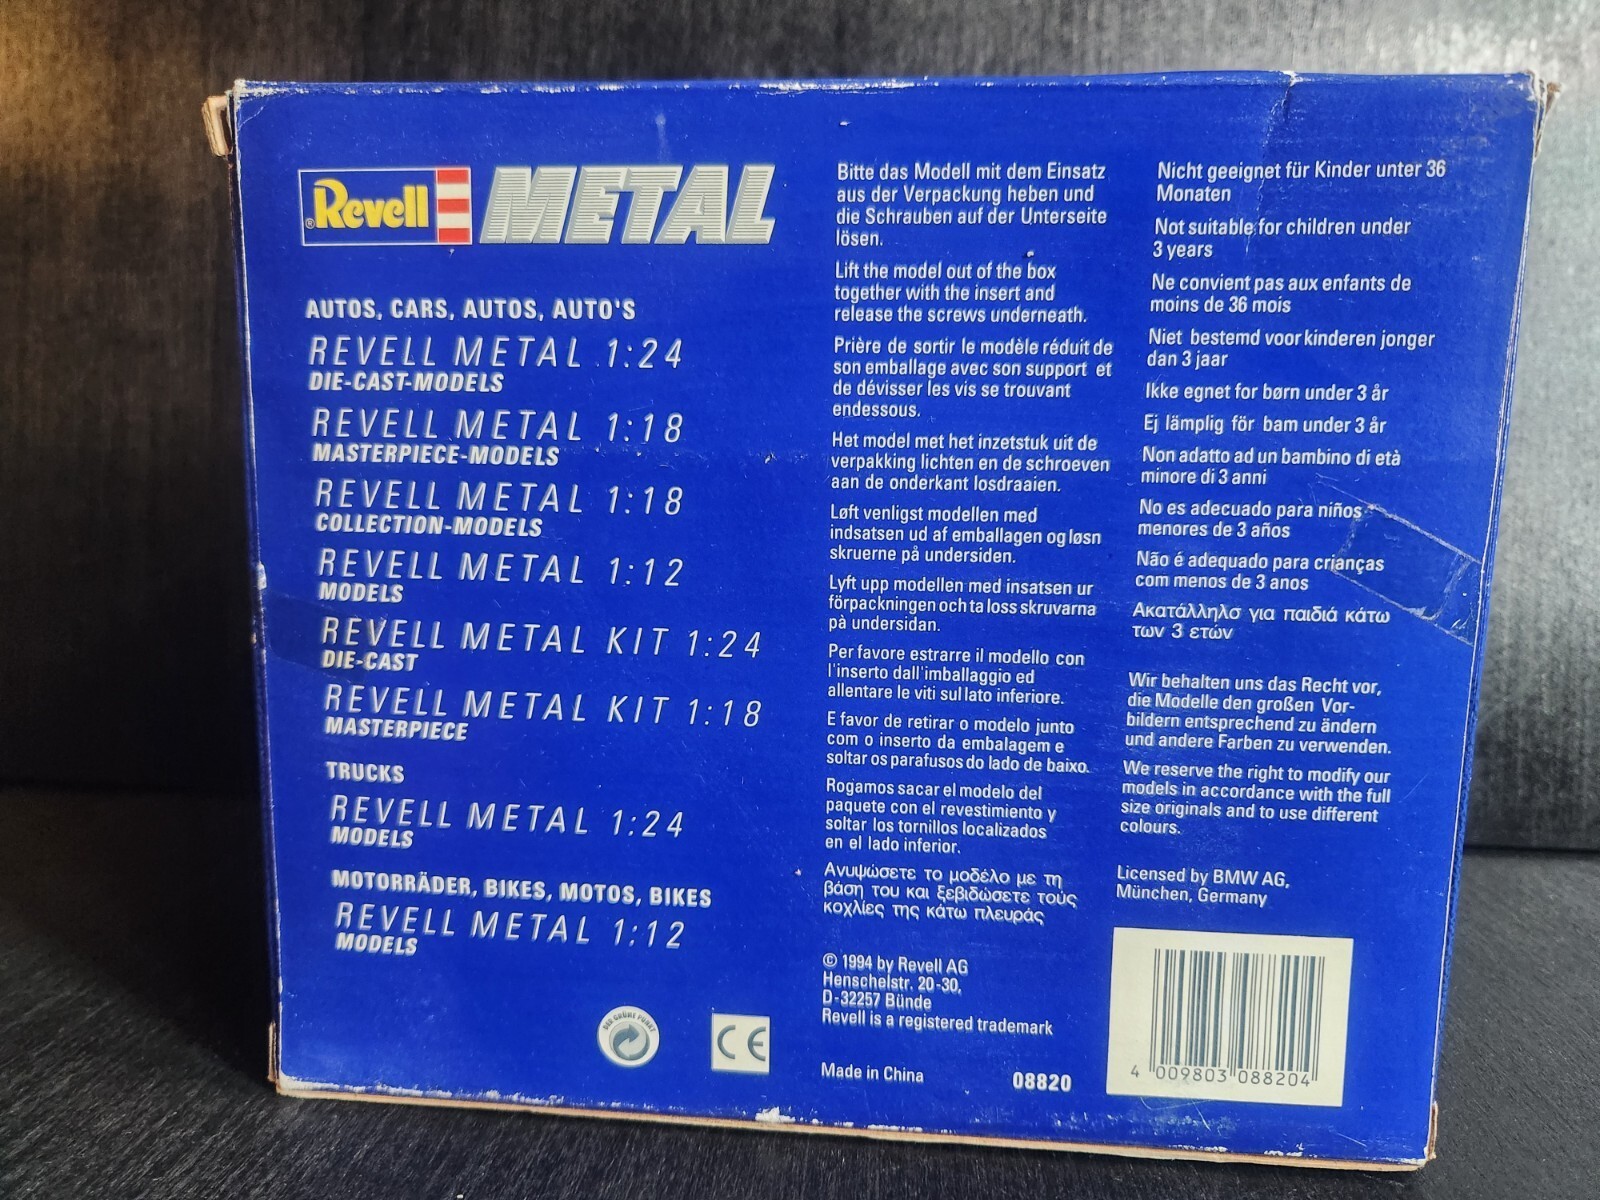 Revell METAL
AUTOS, CARS, AUTOS, AUTO'S
REVELL METAL 1:24
DIE-CAST-MODELS
REVELL METAL 1:18
MASTERPIECE-MODELS
REVELL METAL 1:18
COLLECTION-MODELS
REVELL METAL 1:12
MODELS
REVELL METAL KIT 1:24
DIE-CAST
REVELL METAL KIT 1:18
MASTERPIECE
TRUCKS
REVELL METAL 1:24
MODELS
MOTORRÄDER, BIKES, MOTOS, BIKES
REVELL METAL 1:12
MODELS
DER GRÜNE PUNKT
CE
Bitte das Modell mit dem Einsatz
aus der Verpackung heben und
die Schrauben auf der Unterseite
lösen.
Lift the model out of the box
together with the insert and
release the screws underneath.
Prière de sortir le modèle réduit de
son emballage avec son support et
de dévisser les vis se trouvant
endessous.
Het model met het inzetstuk uit de
verpakking lichten en de schroeven
aan de onderkant losdraaien.
Løft venligst modellen med
indsatsen ud af emballagen og løsn
skruerne på undersiden.
Lyft upp modellen med insatsen ur
förpackningen och ta loss skruvarna
på undersidan.
Per favore estrarre il modello con
l'inserto dall'imballaggio ed
allentare le viti sul lato inferiore.
E favor de retirar o modelo junto
com o inserto da embalagem e
soltar os parafusos do lado de baixo.
Rogamos sacar el modelo del
paquete con el revestimiento y
soltar los tornillos localizados
en el lado inferior.
Ανυψώσετε το μοδέλο με τη
βάση του και ξεβιδώσετε τούς
κοχλίες της κάτω πλευράς
© 1994 by Revell AG
Henschelstr. 20-30,
D-32257 Bünde
Revell is a registered trademark
Made in China
08820
Nicht geeignet für Kinder unter 36
Monaten
Not suitable for children under
3 years
Ne convient pas aux enfants de
moins de 36 mois
Niet bestemd voor kinderen jonger
dan 3 jaar
Ikke egnet for børn under 3 år
Ej lämplig för bam under 3 år
Non adatto ad un bambino di età
minore di 3 anni
No es adecuado para niños
menores de 3 años
Não é adequado para crianças
com menos de 3 anos
Ακατάλληλσ για παιδιά κάτω
των 3 ετών
Wir behalten uns das Recht vor,
die Modelle den großen Vor-
bildern entsprechend zu ändern
und andere Farben zu verwenden.
We reserve the right to modify our
models in accordance with the full
size originals and to use different
colours.
Licensed by BMW AG,
München, Germany
4 009803 088204